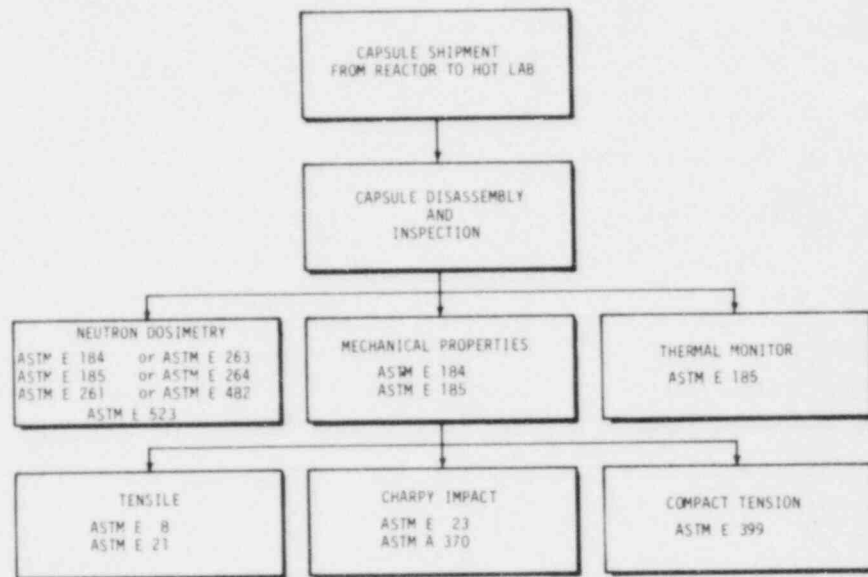 CAPSULE SHIPMENT
FROM REACTOR TO HOT LAB
CAPSULE DISASSEMBLY
AND
INSPECTION
NEUTRON DOSIMETRY
ASTM E 184 or ASTM E 263
ASTM E 185 or ASTM E 264
ASTM E 261 or ASTM E 482
ASTM E 523
MECHANICAL PROPERTIES
ASTM E 184
ASTM E 185
THERMAL MONITOR
ASTM E 185
TENSILE
ASTM E 8
ASTM E 21
CHARPY IMPACT
ASTM E 23
ASTM A 370
COMPACT TENSION
ASTM E 399